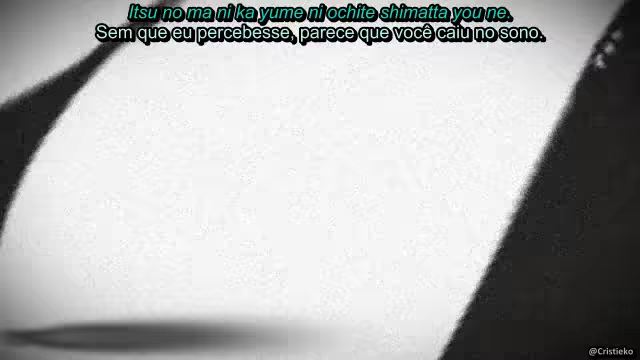 Itsu no ma ni ka yume ni ochite shimatta you ne.
Sem que eu percebesse, parece que você caiu no sono.
@Cristieko